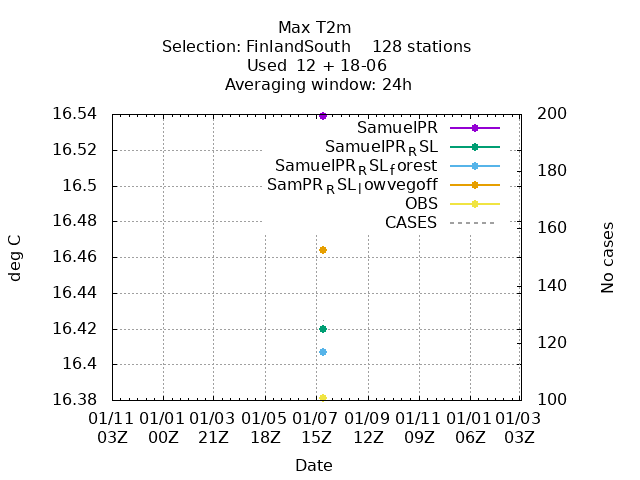 Max T2m
Selection: FinlandSouth    128 stations
Used  12 + 18-06
Averaging window: 24h
16.54
16.52
16.5
16.48
16.46
16.44
16.42
16.4
16.38
200
180
160
140
120
100
deg C
No cases
SamuelPR
SamuelPR_RSL
SamuelPR_RSL_forest
SamPR_RSL_lowvegoff
OBS
CASES
01/11 01/01 01/03 01/05 01/07 01/09 01/11 01/01 01/03
03Z 00Z 21Z 18Z 15Z 12Z 09Z 06Z 03Z
Date